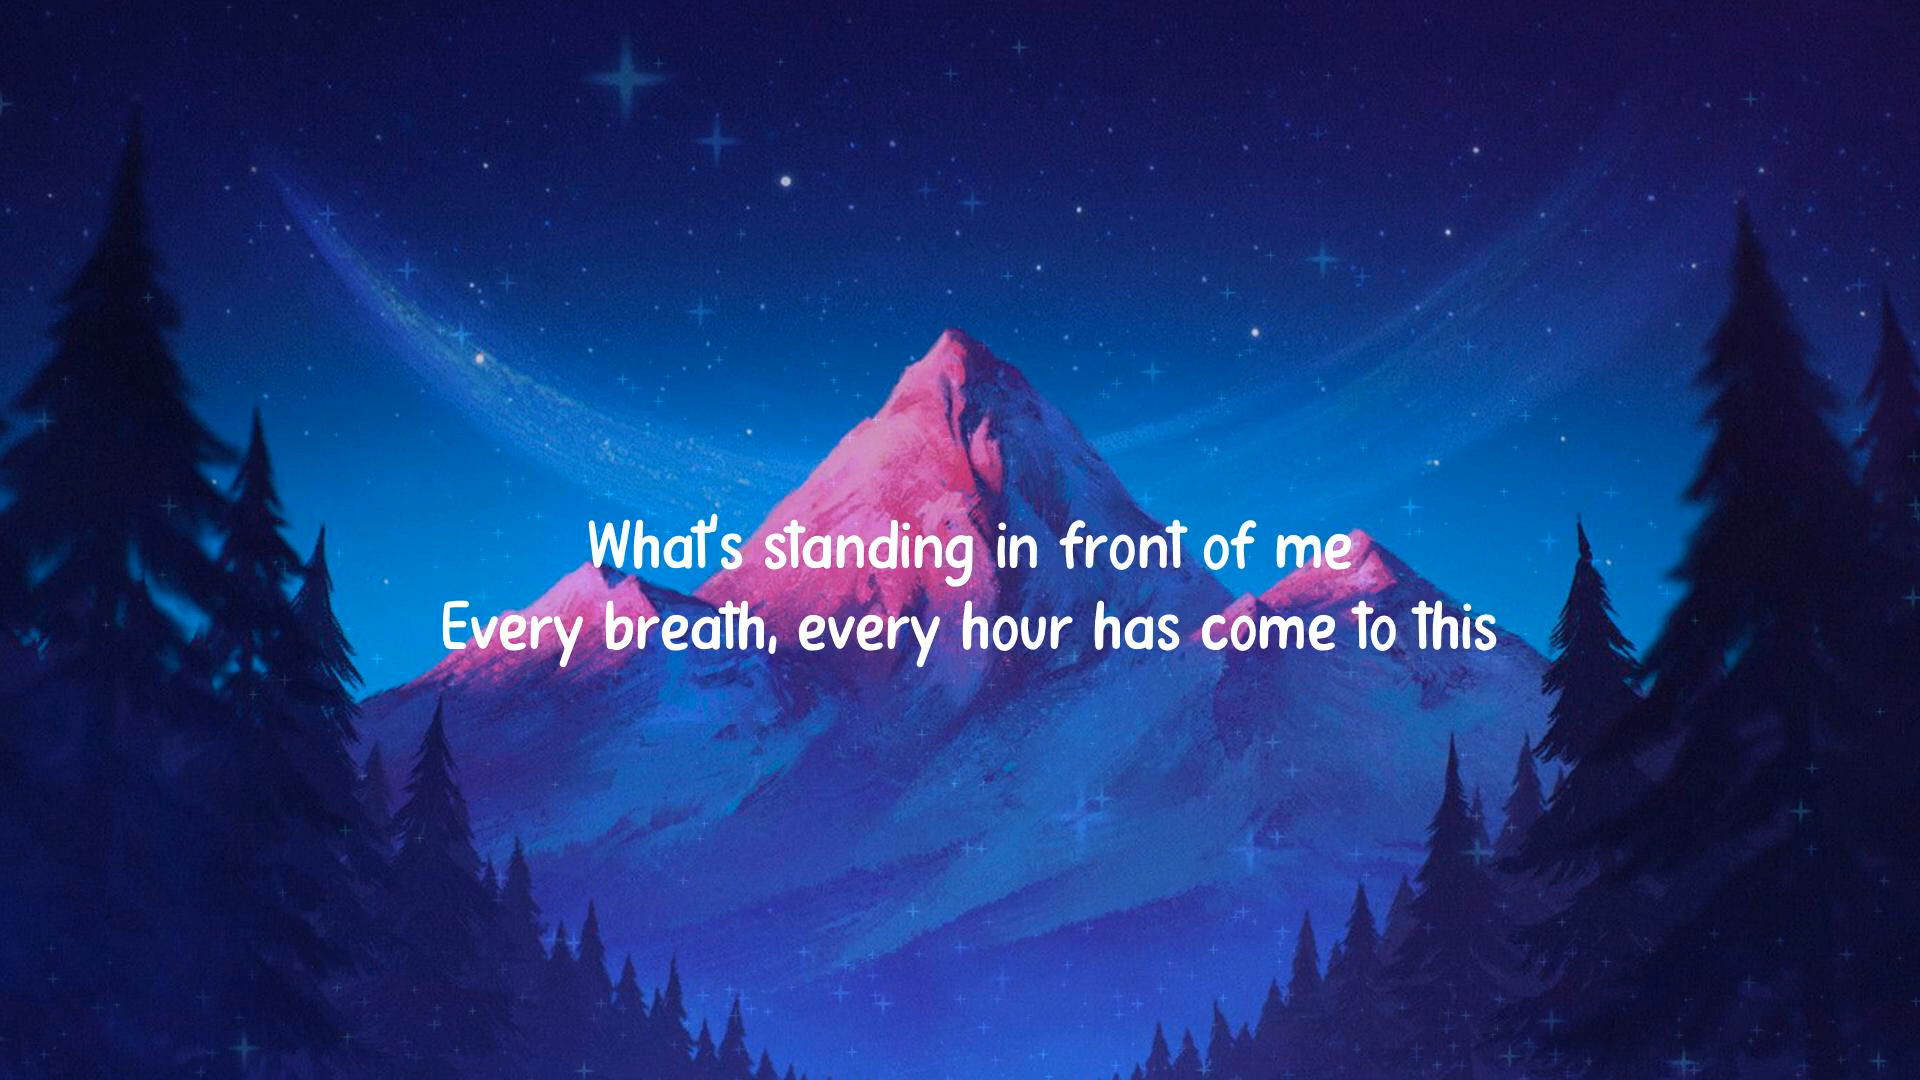 What's standing in front of me
Every breath, every hour has come to this